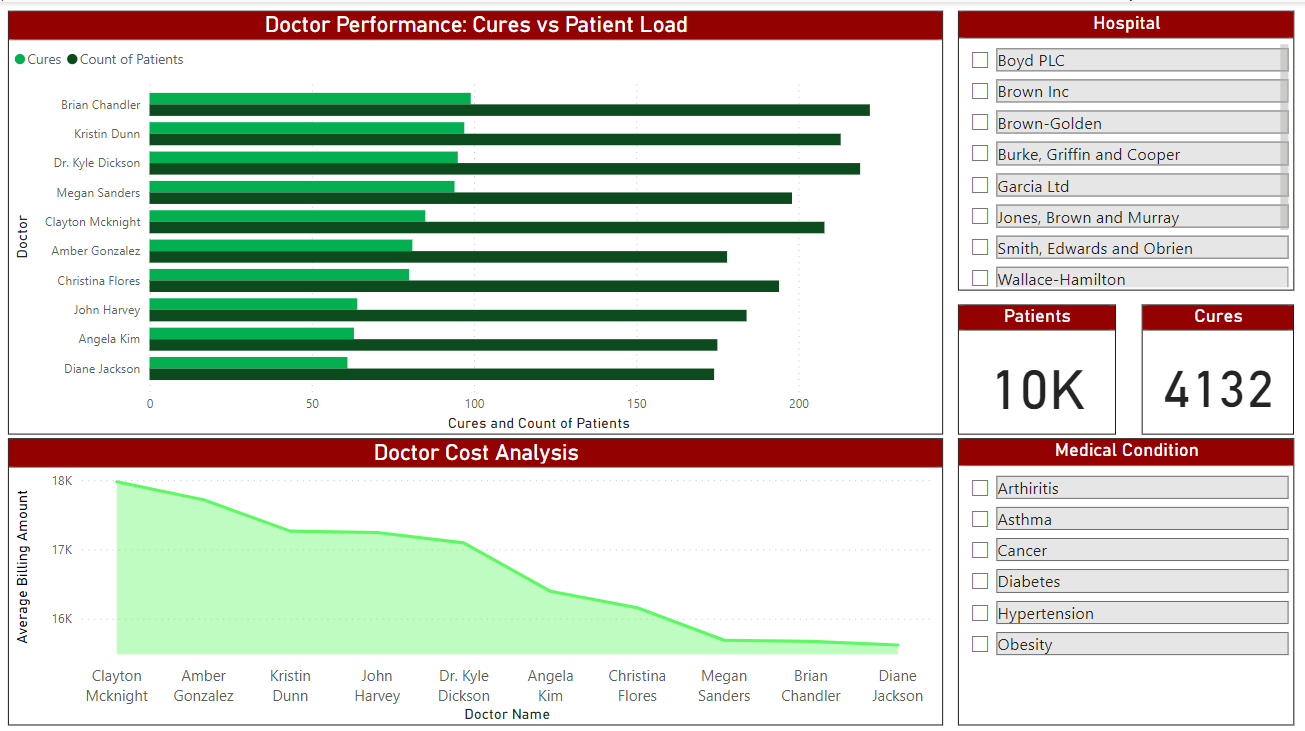 Doctor Performance: Cures vs Patient Load
Cures Count of Patients
Doctor
Brian Chandler
Kristin Dunn
Dr. Kyle Dickson
Megan Sanders
Clayton Mcknight
Amber Gonzalez
Christina Flores
John Harvey
Angela Kim
Diane Jackson
0 50 100 150 200
Cures and Count of Patients
Hospital
Boyd PLC
Brown Inc
Brown-Golden
Burke, Griffin and Cooper
Garcia Ltd
Jones, Brown and Murray
Smith, Edwards and Obrien
Wallace-Hamilton
Patients
10K
Cures
4132
Doctor Cost Analysis
Average Billing Amount
18K
17K
16K
Clayton Amber Kristin John Dr. Kyle Angela Christina Megan Brian Diane
Mcknight Gonzalez Dunn Harvey Dickson Kim Flores Sanders Chandler Jackson
Doctor Name
Medical Condition
Arthiritis
Asthma
Cancer
Diabetes
Hypertension
Obesity